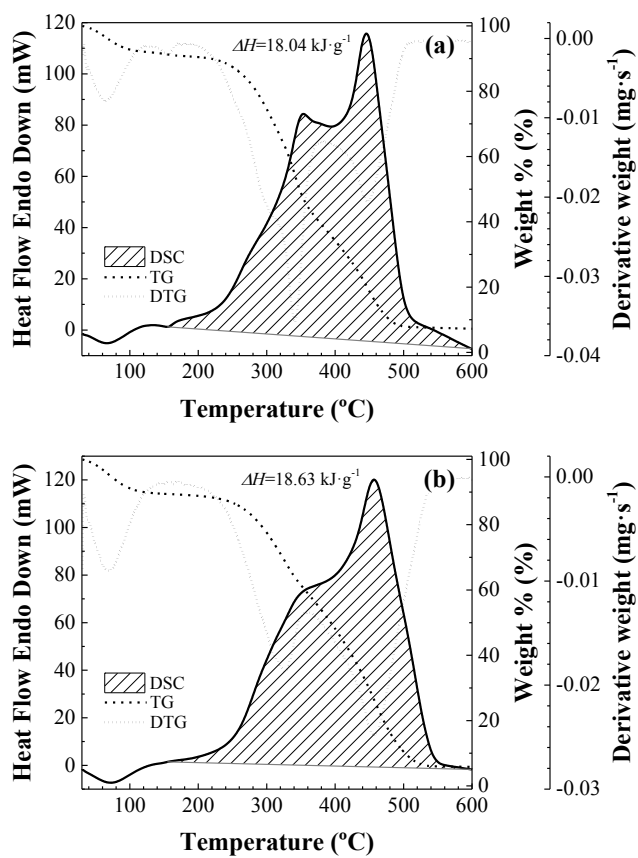 (a)
ΔH=18.04 kJ·g⁻¹
Heat Flow Endo Down (mW)
120
100
80
60
40
20
0
DSC
TG
DTG
100 200 300 400 500 600
Temperature (ºC)
100
80
60
40
20
0
Weight % (%)
0.00
-0.01
-0.02
-0.03
-0.04
Derivative weight (mg·s⁻¹)
(b)
ΔH=18.63 kJ·g⁻¹
Heat Flow Endo Down (mW)
120
100
80
60
40
20
0
DSC
TG
DTG
100 200 300 400 500 600
Temperature (ºC)
100
80
60
40
20
0
Weight % (%)
0.00
-0.01
-0.02
-0.03
Derivative weight (mg·s⁻¹)